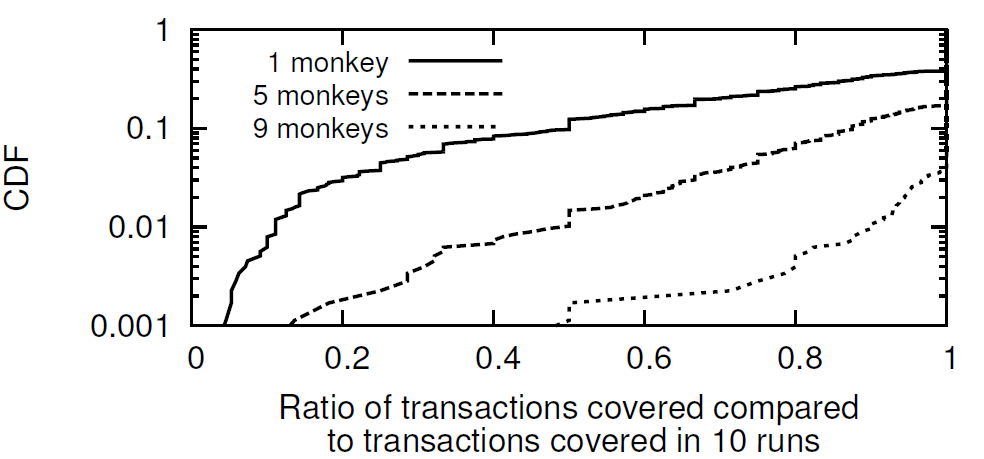 1
0.1
0.01
0.001
CDF
1 monkey
5 monkeys
9 monkeys
0
0.2
0.4
0.6
0.8
1
Ratio of transactions covered compared
to transactions covered in 10 runs